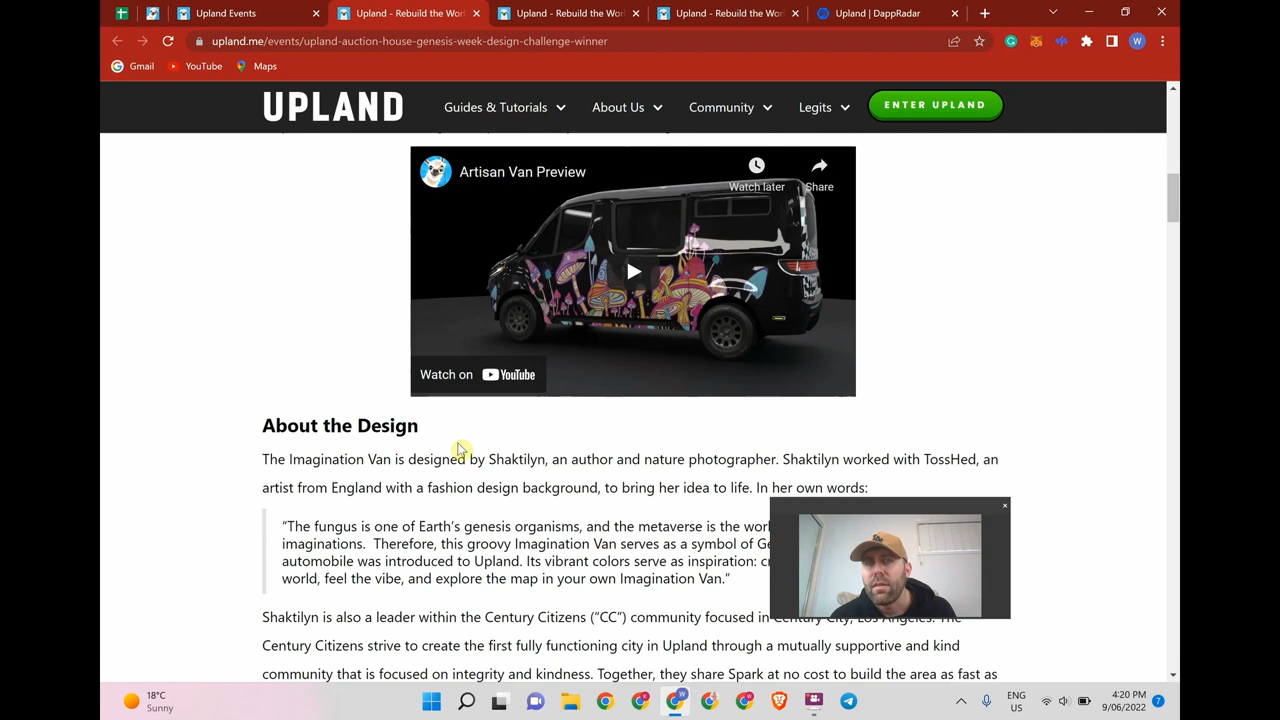 Upland Events
Upland - Rebuild the Worl
Upland - Rebuild the Worl
Upland - Rebuild the Worl
Upland | DappRadar
upland.me/events/upland-auction-house-genesis-week-design-challenge-winner
W
Gmail
YouTube
Maps
UPLAND
Guides & Tutorials
About Us
Community
Legits
ENTER UPLAND
Artisan Van Preview
Watch later
Share
Watch on YouTube
About the Design
The Imagination Van is designed by Shaktilyn, an author and nature photographer. Shaktilyn worked with TossHed, an
artist from England with a fashion design background, to bring her idea to life. In her own words:
“The fungus is one of Earth’s genesis organisms, and the metaverse is the worl
imaginations. Therefore, this groovy Imagination Van serves as a symbol of Ge
automobile was introduced to Upland. Its vibrant colors serve as inspiration: cr
world, feel the vibe, and explore the map in your own Imagination Van.”
Shaktilyn is also a leader within the Century Citizens (“CC”) community focused in Century City, Los Angeles. The
Century Citizens strive to create the first fully functioning city in Upland through a mutually supportive and kind
community that is focused on integrity and kindness. Together, they share Spark at no cost to build the area as fast as
18°C
Sunny
ENG
US
4:20 PM
9/06/2022
7